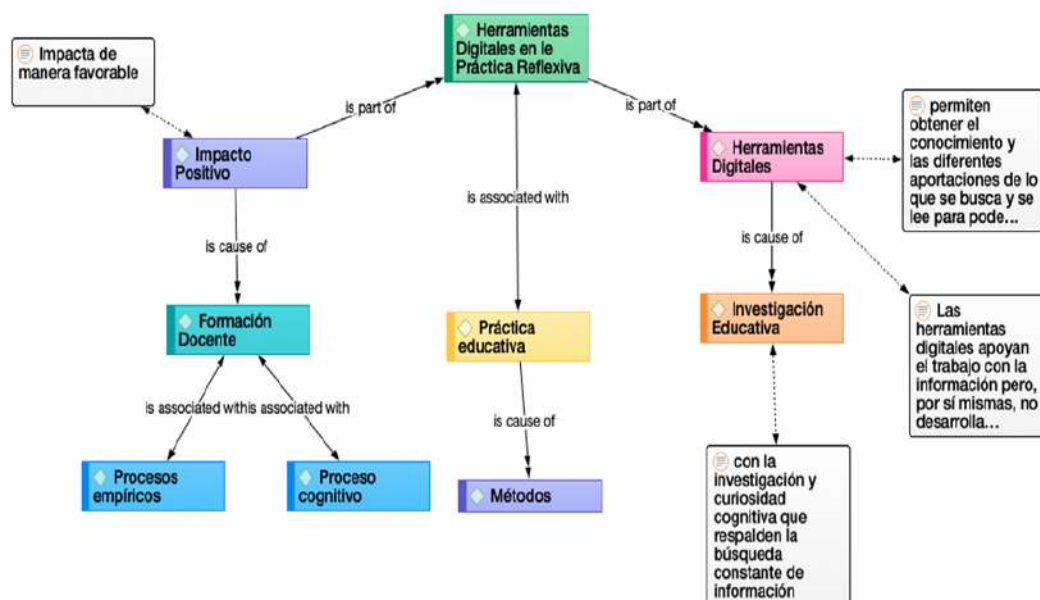 Herramientas
Digitales en le
Práctica Reflexiva
Impacta de
manera favorable
is part of
is part of
permiten
obtener el
conocimiento y
las diferentes
aportaciones de lo
que se busca y se
lee para pode...
Impacto
Positivo
Herramientas
Digitales
is associated with
is cause of
is cause of
Formación
Docente
Práctica
educativa
Investigación
Educativa
Las
herramientas
digitales apoyan
el trabajo con la
información pero,
por sí mismas, no
desarrolla...
is associated with
is associated with
is cause of
Procesos
empíricos
Proceso
cognitivo
Métodos
con la
investigación y
curiosidad
cognitiva que
respalden la
búsqueda
constante de
información